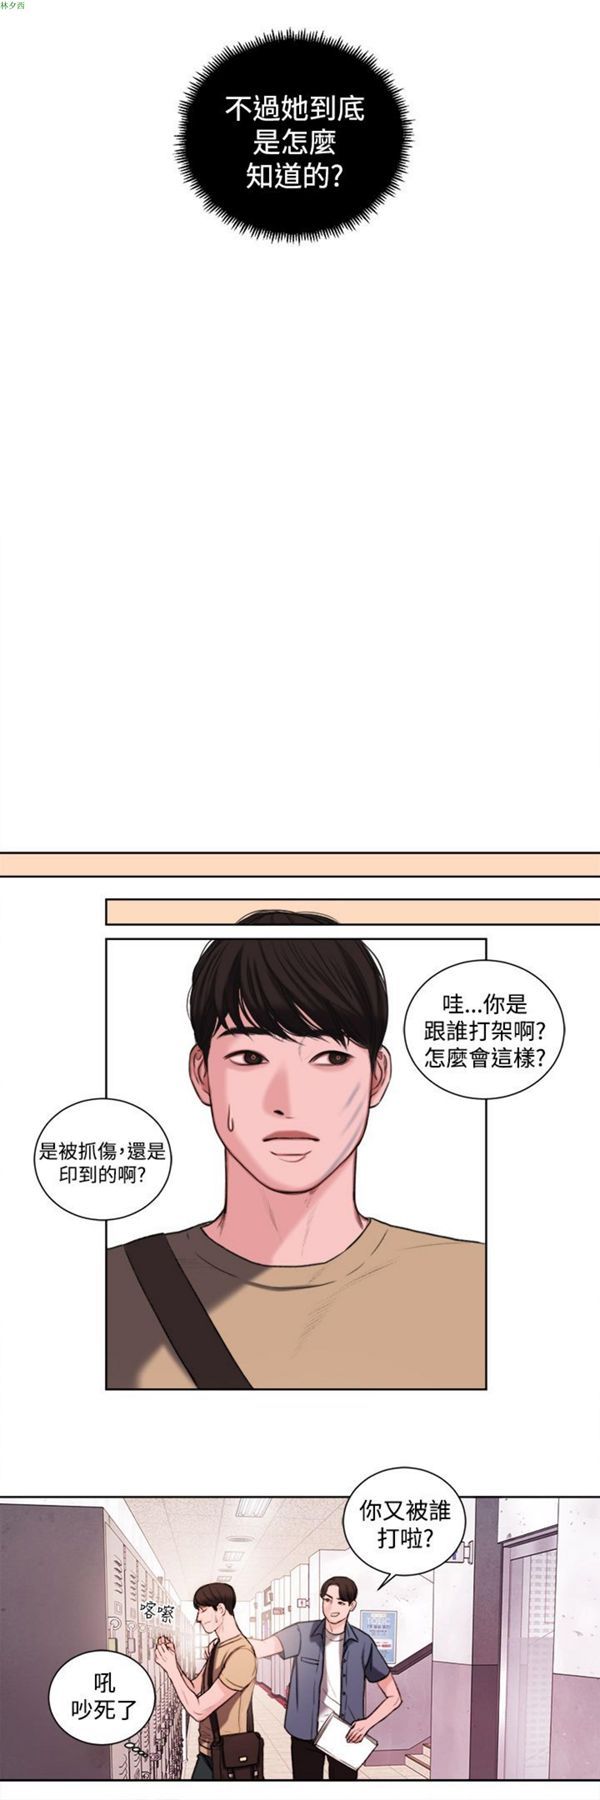 林夕西
不過她到底
是怎麼
知道的?
哇...你是
跟誰打架啊?
怎麼會這樣?
是被抓傷，還是
印到的啊?
你又被誰
打啦?
喀嚓
吼
吵死了
TOEIC